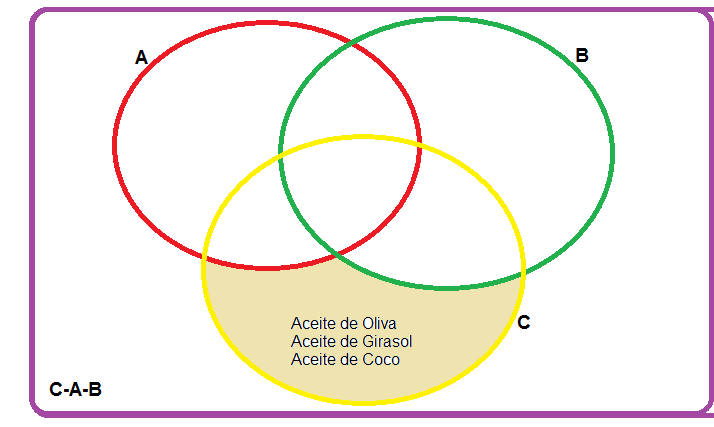 A
B
Aceite de Oliva
Aceite de Girasol
Aceite de Coco
C
C-A-B